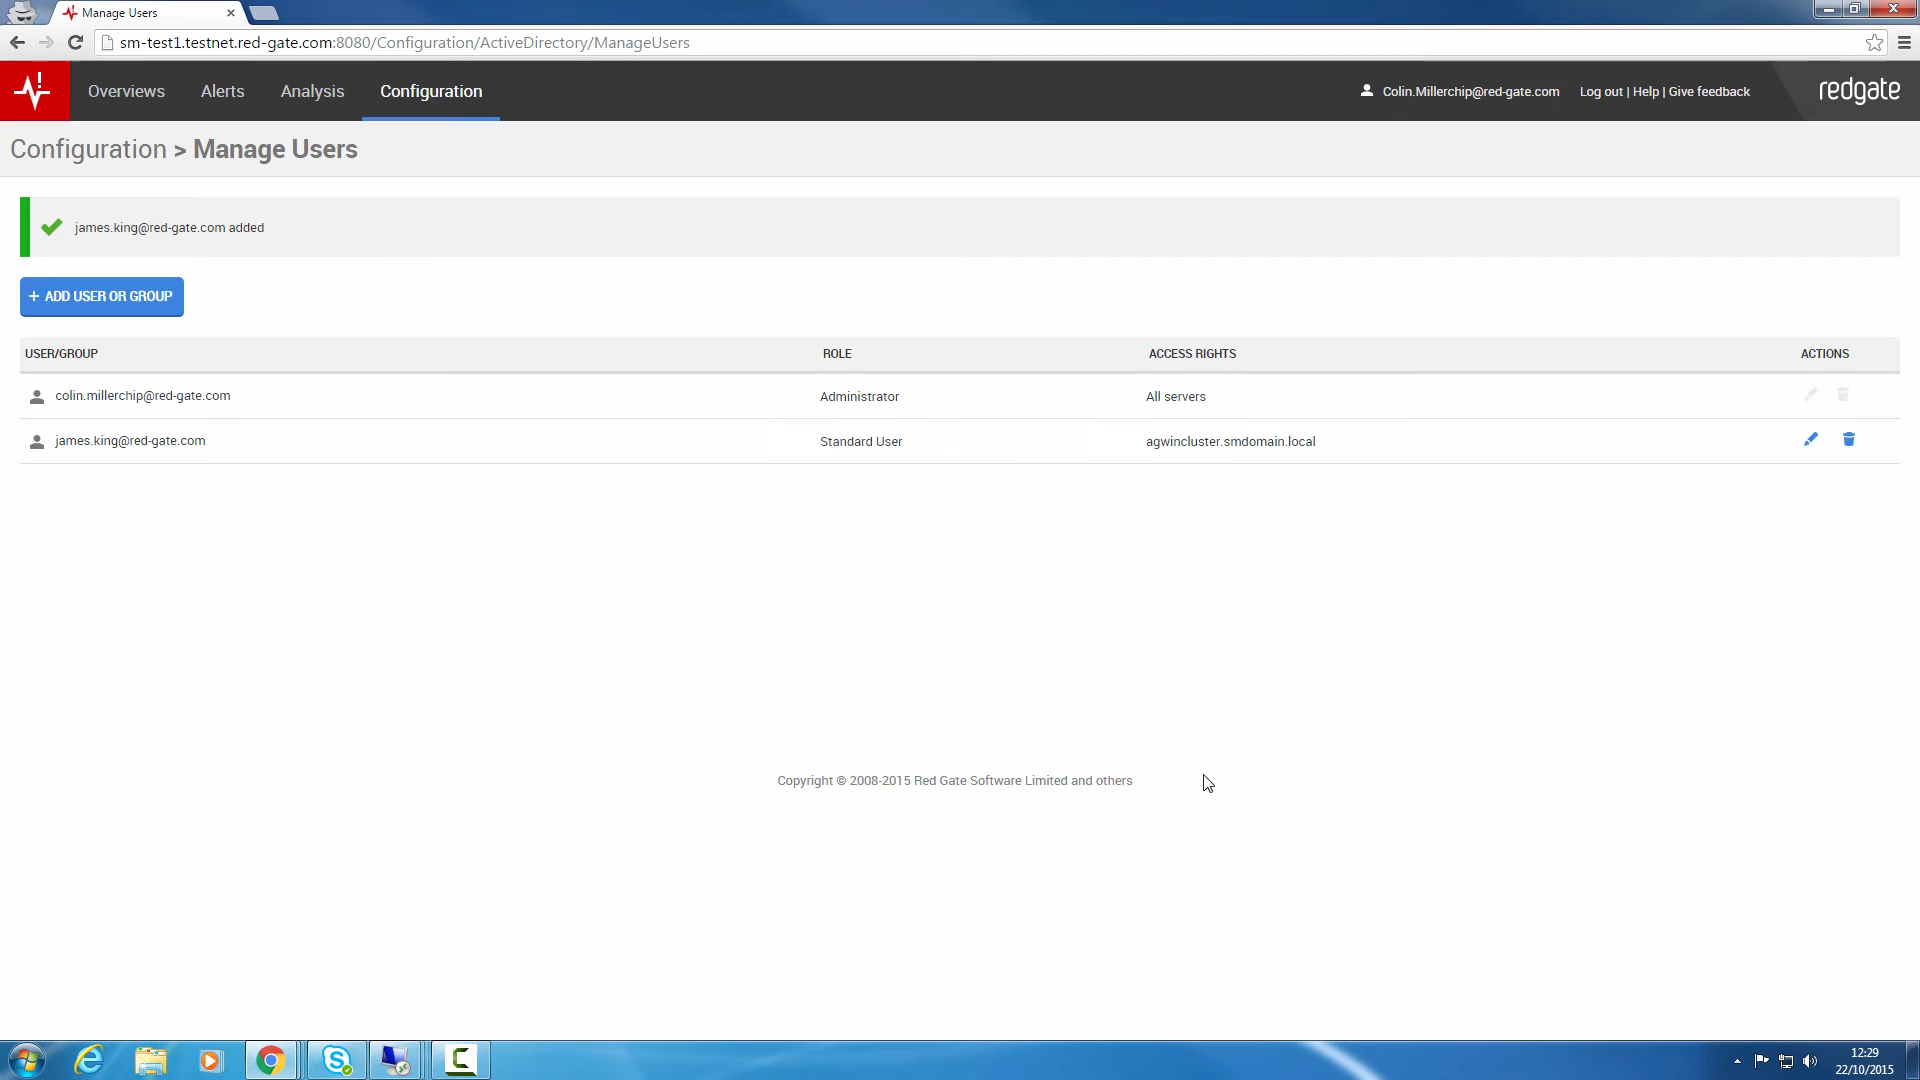 Manage Users
sm-test1.testnet.red-gate.com:8080/Configuration/ActiveDirectory/ManageUsers
Overviews Alerts Analysis Configuration Colin.Millerchip@red-gate.com Log out | Help | Give feedback redgate
Configuration > Manage Users
james.king@red-gate.com added
+ ADD USER OR GROUP
USER/GROUP ROLE ACCESS RIGHTS ACTIONS
colin.millerchip@red-gate.com Administrator All servers
james.king@red-gate.com Standard User agwincluster.smdomain.local
Copyright © 2008-2015 Red Gate Software Limited and others
12:29
22/10/2015